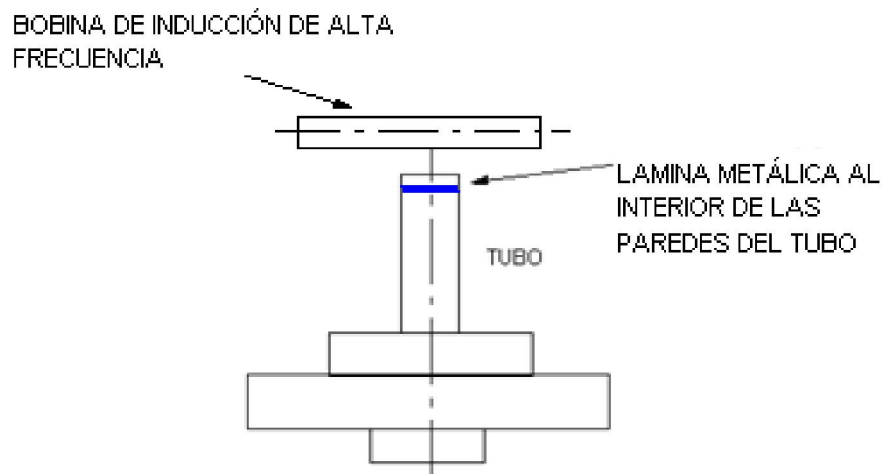 BOBINA DE INDUCCIÓN DE ALTA
FRECUENCIA
LAMINA METÁLICA AL
INTERIOR DE LAS
PAREDES DEL TUBO
TUBO